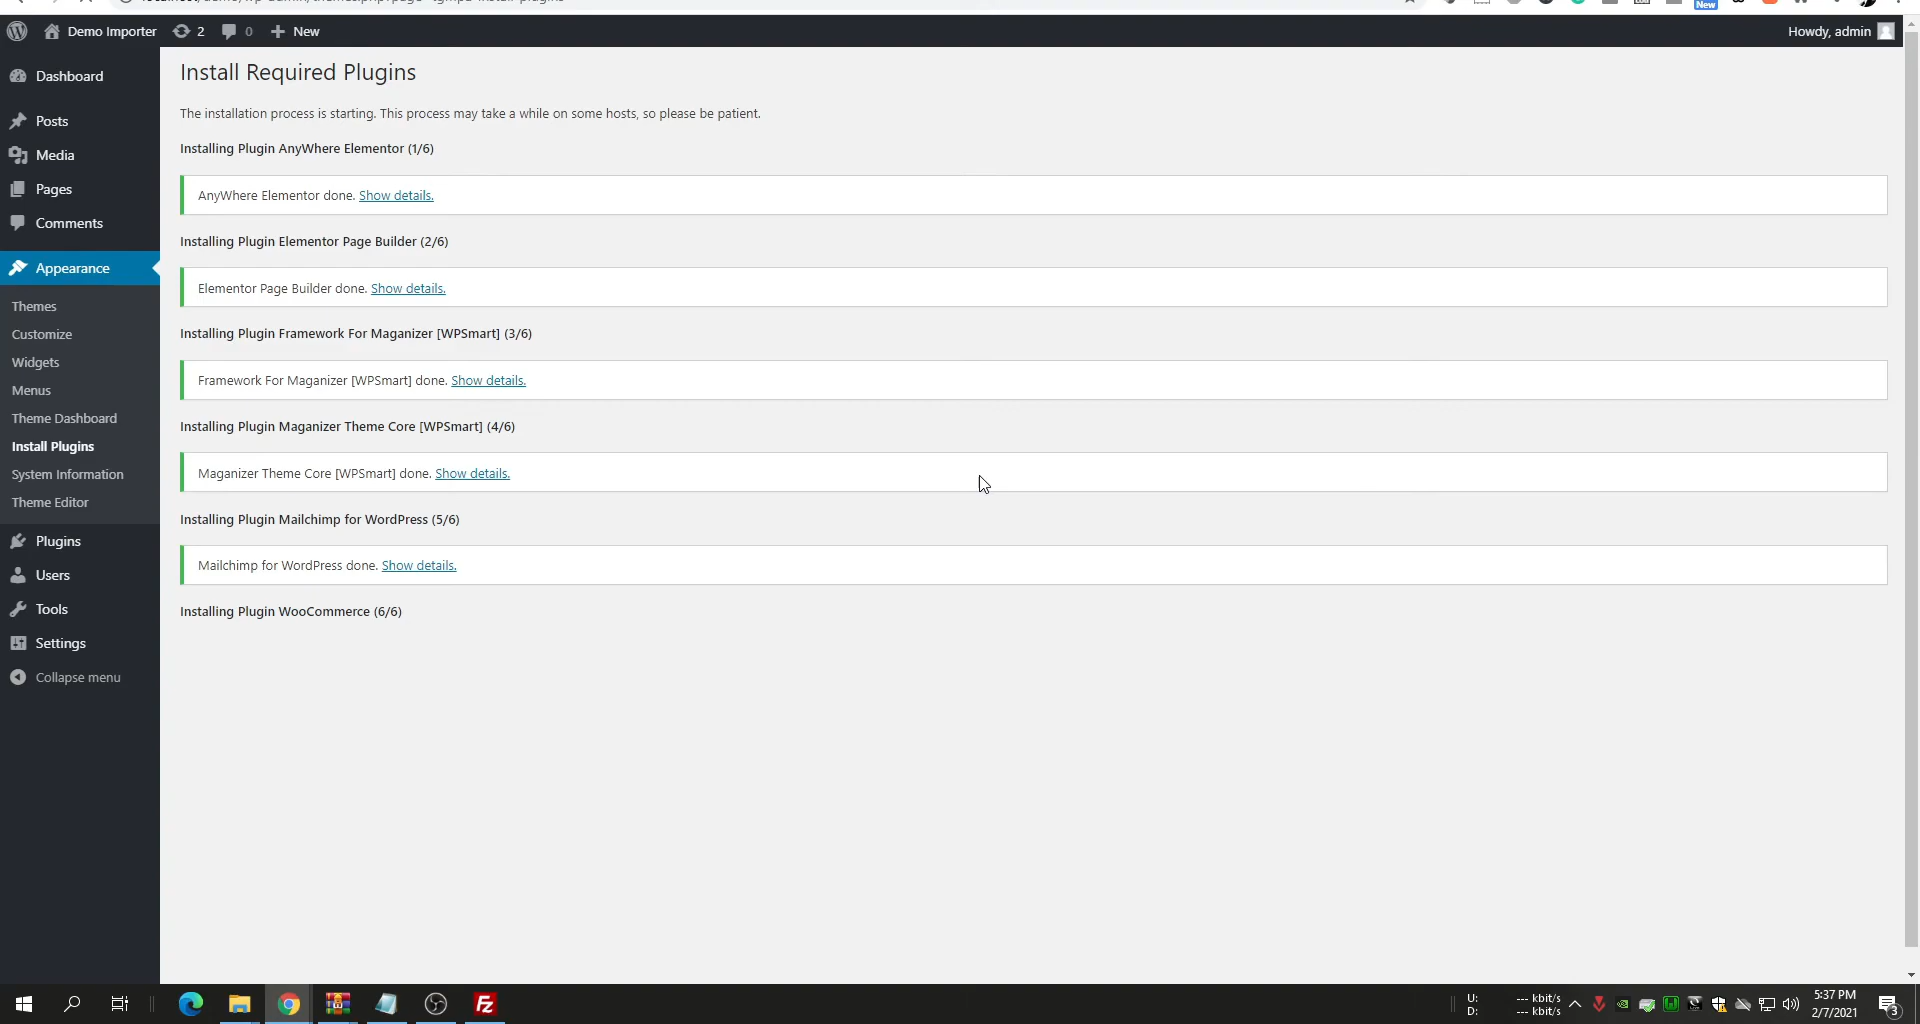 Demo Importer 2 0 New Howdy, admin
Dashboard
Posts
Media
Pages
Comments
Appearance
Themes
Customize
Widgets
Menus
Theme Dashboard
Install Plugins
System Information
Theme Editor
Plugins
Users
Tools
Settings
Collapse menu
Install Required Plugins
The installation process is starting. This process may take a while on some hosts, so please be patient.
Installing Plugin AnyWhere Elementor (1/6)
AnyWhere Elementor done. Show details.
Installing Plugin Elementor Page Builder (2/6)
Elementor Page Builder done. Show details.
Installing Plugin Framework For Maganizer [WPSmart] (3/6)
Framework For Maganizer [WPSmart] done. Show details.
Installing Plugin Maganizer Theme Core [WPSmart] (4/6)
Maganizer Theme Core [WPSmart] done. Show details.
Installing Plugin Mailchimp for WordPress (5/6)
Mailchimp for WordPress done. Show details.
Installing Plugin WooCommerce (6/6)
New
U: --- kbit/s
D: --- kbit/s
5:37 PM
2/7/2021
3